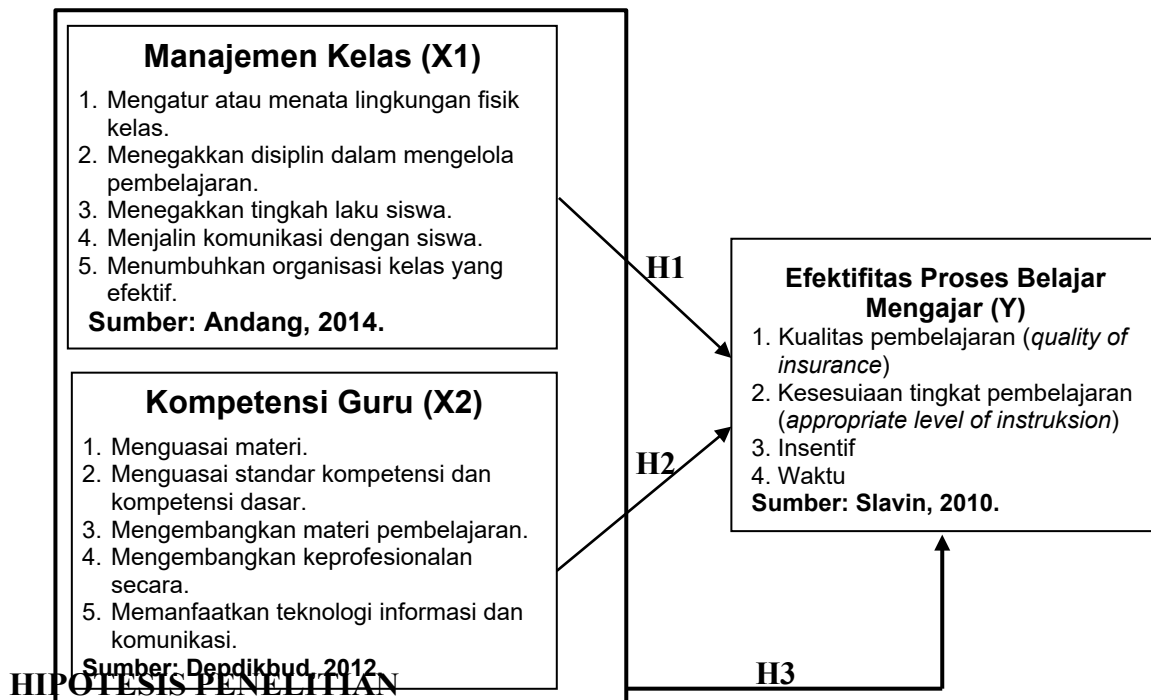 Manajemen Kelas (X1)
1. Mengatur atau menata lingkungan fisik
kelas.
2. Menegakkan disiplin dalam mengelola
pembelajaran.
3. Menegakkan tingkah laku siswa.
4. Menjalin komunikasi dengan siswa.
5. Menumbuhkan organisasi kelas yang
efektif.
Sumber: Andang, 2014.
Kompetensi Guru (X2)
1. Menguasai materi.
2. Menguasai standar kompetensi dan
kompetensi dasar.
3. Mengembangkan materi pembelajaran.
4. Mengembangkan keprofesionalan
secara.
5. Memanfaatkan teknologi informasi dan
komunikasi.
Sumber: Depdikbud, 2012.
H1
H2
Efektifitas Proses Belajar
Mengajar (Y)
1. Kualitas pembelajaran (quality of
insurance)
2. Kesesuiaan tingkat pembelajaran
(appropriate level of instruksion)
3. Insentif
4. Waktu
Sumber: Slavin, 2010.
H3
HIPOTESIS PENELITIAN